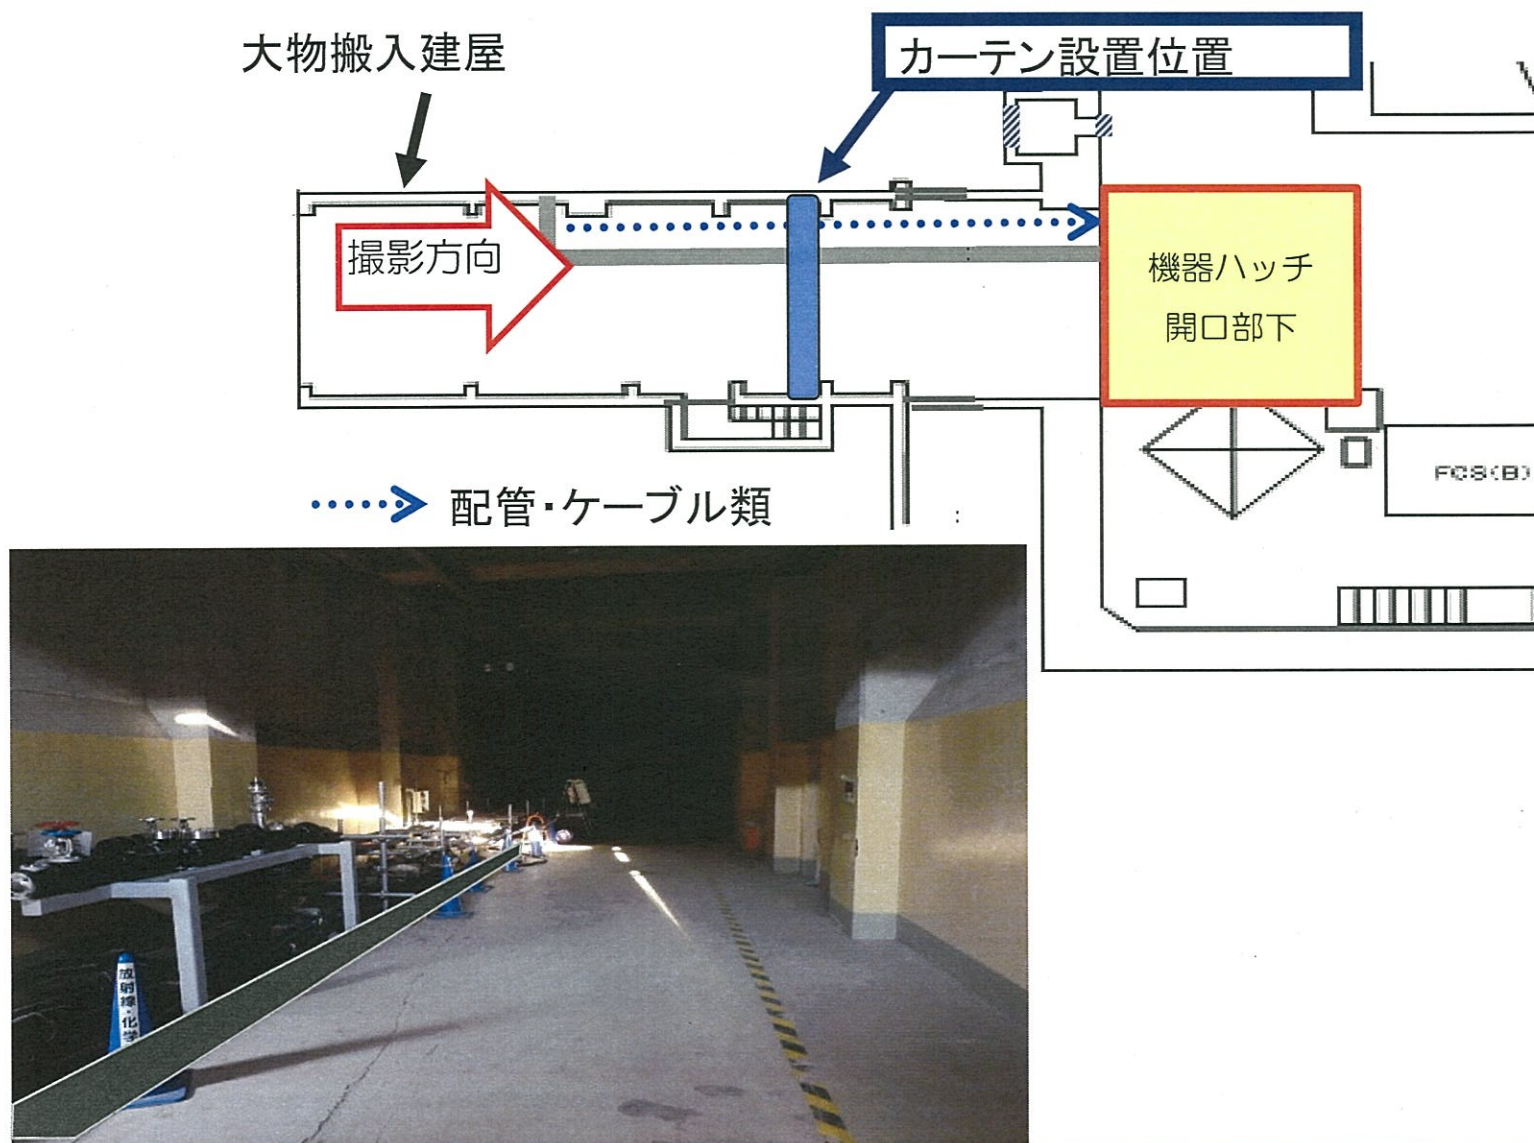 大物搬入建屋
カーテン設置位置
撮影方向
機器ハッチ
開口部下
FCS(B)
配管・ケーブル類
放射線・化学